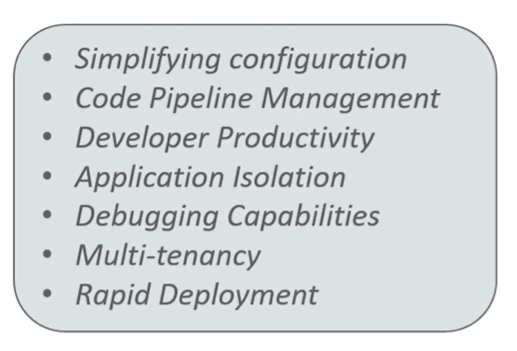 • Simplifying configuration
• Code Pipeline Management
• Developer Productivity
• Application Isolation
• Debugging Capabilities
• Multi-tenancy
• Rapid Deployment